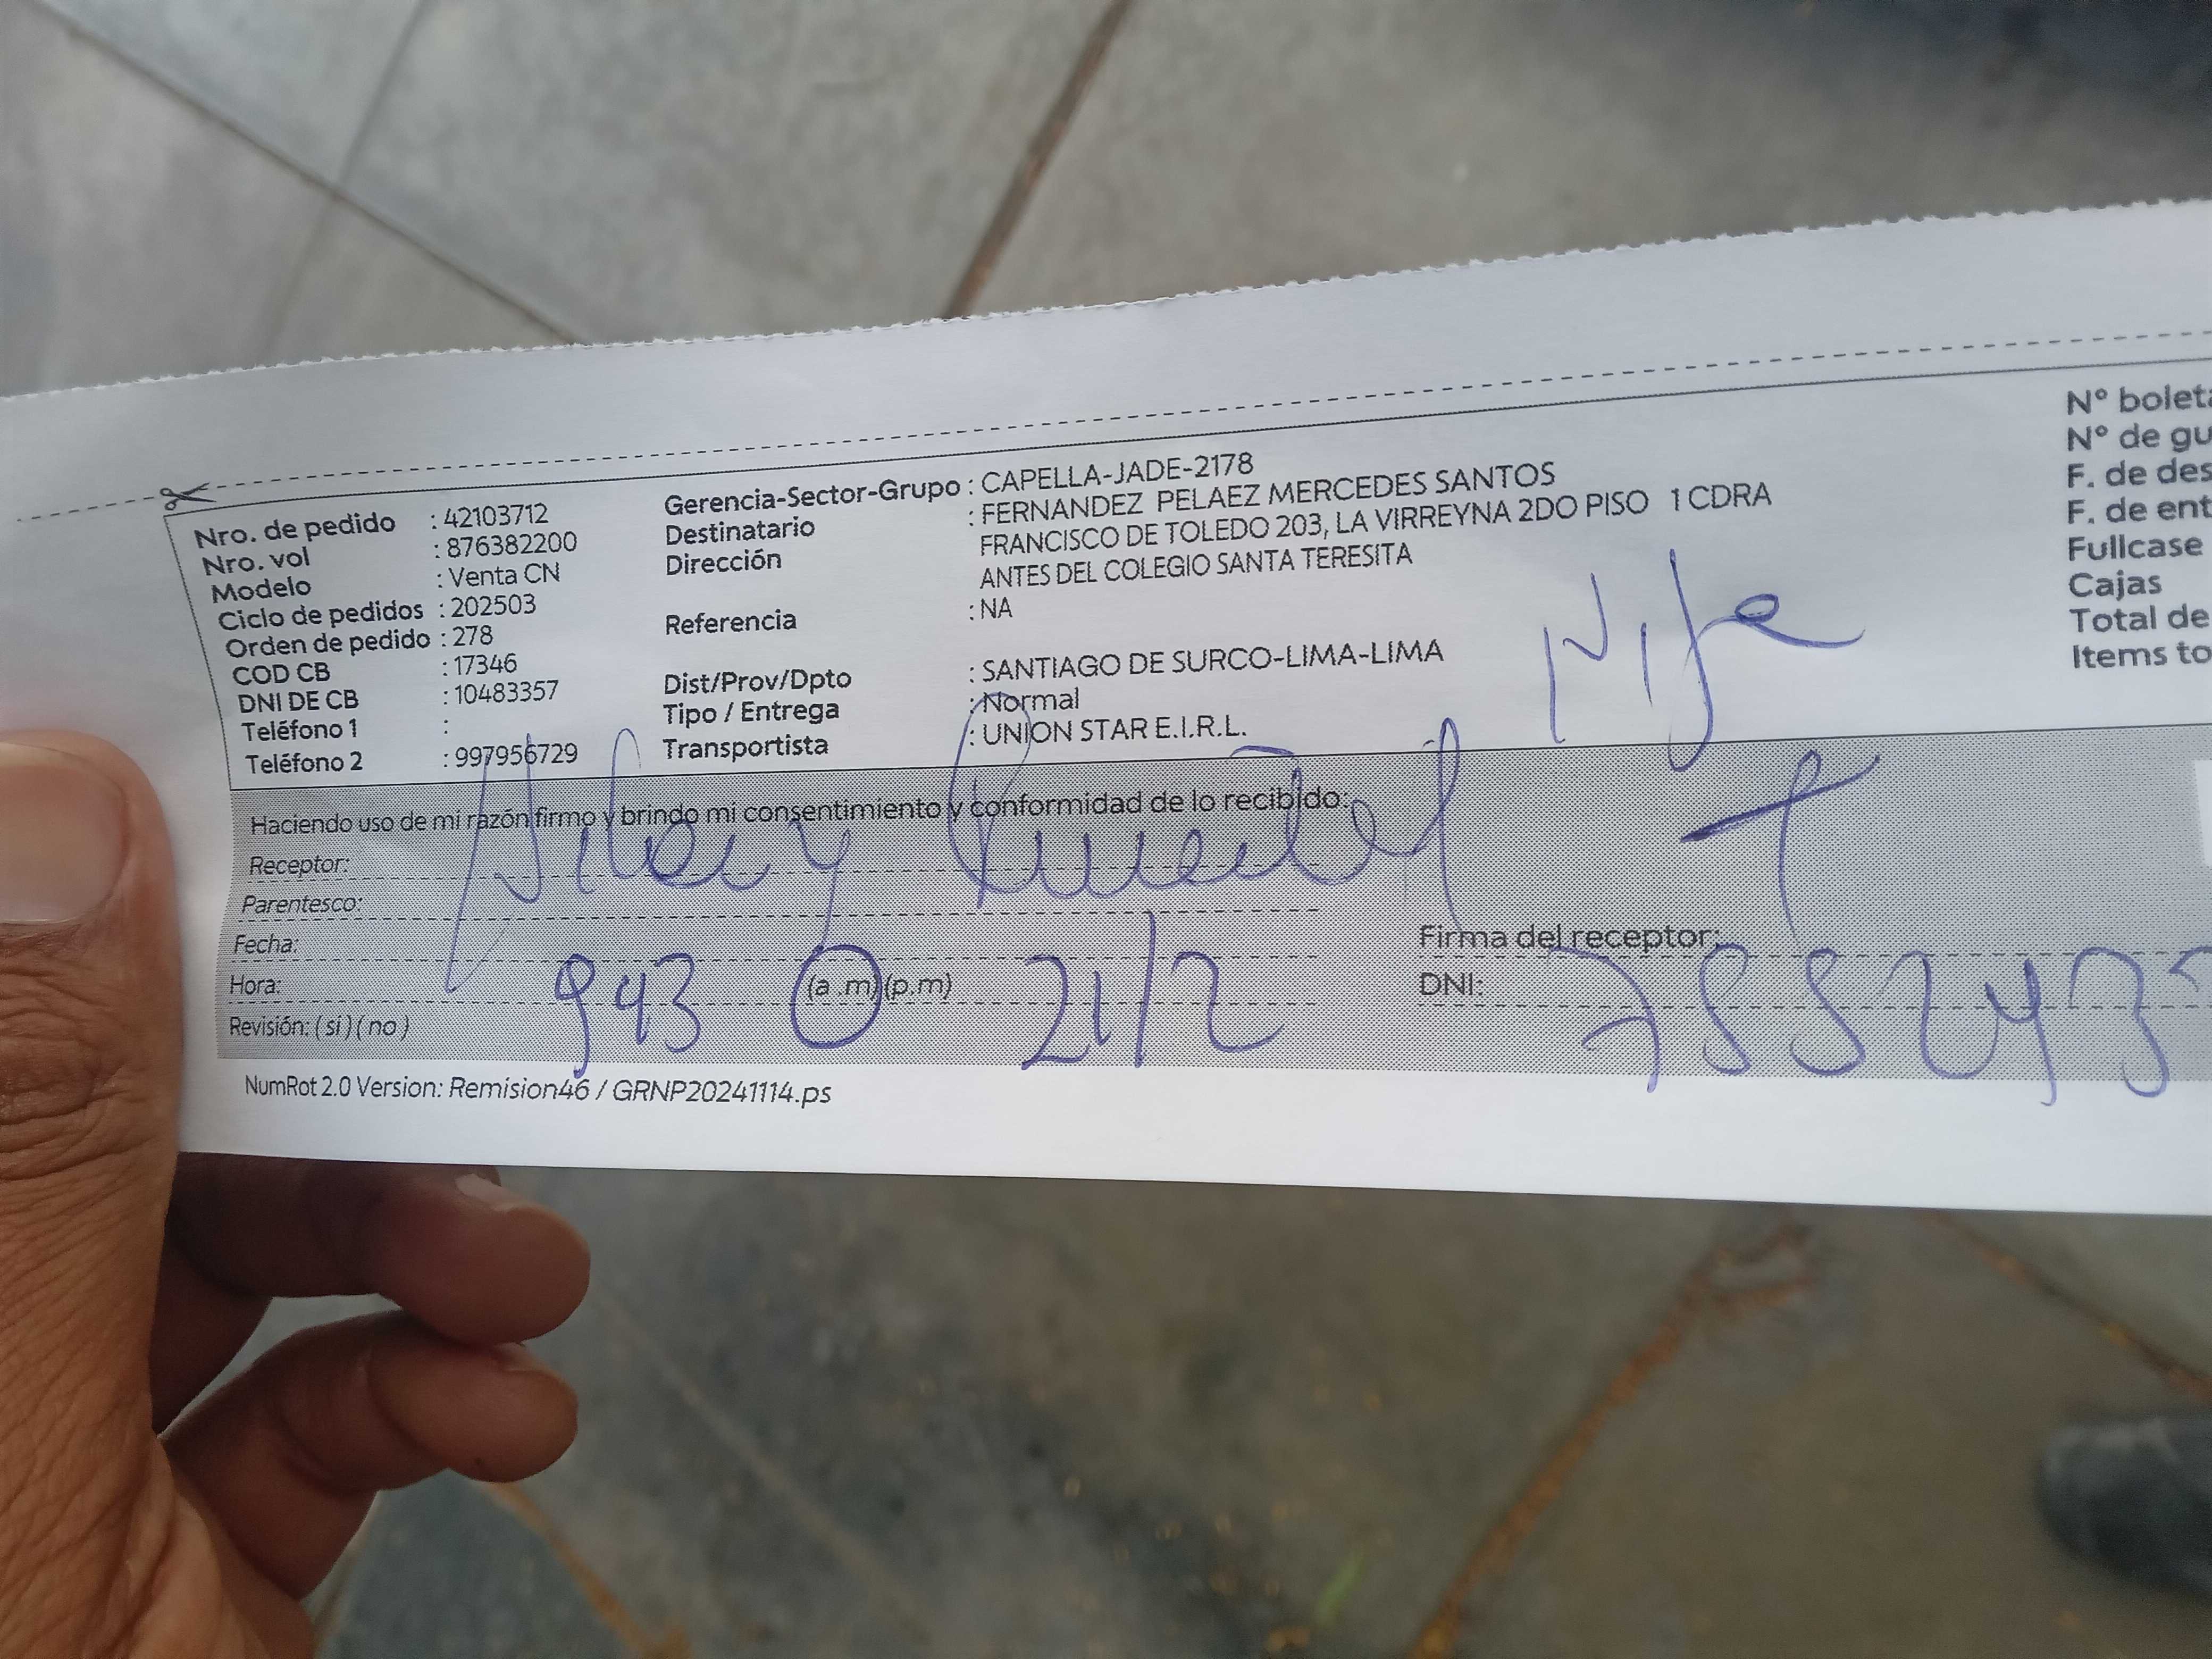 Nro. de pedido : 42103712
Nro. vol : 876382200
Modelo : Venta CN
Ciclo de pedidos : 202503
Orden de pedido : 278
COD CB : 17346
DNI DE CB : 10483357
Teléfono 1 :
Teléfono 2 : 997956729
Gerencia-Sector-Grupo : CAPELLA-JADE-2178
Destinatario : FERNANDEZ PELAEZ MERCEDES SANTOS
Dirección FRANCISCO DE TOLEDO 203, LA VIRREYNA 2DO PISO 1 CDRA
ANTES DEL COLEGIO SANTA TERESITA
Referencia : NA
Dist/Prov/Dpto : SANTIAGO DE SURCO-LIMA-LIMA
Tipo / Entrega : Normal
Transportista : UNION STAR E.I.R.L.
Nº boleta
Nº de gu
F. de des
F. de ent
Fullcase
Cajas
Total de
Items to
Haciendo uso de mi razón firmo y brindo mi consentimiento y conformidad de lo recibido:
Receptor:
Parentesco:
Fecha:
Hora: 943 (a .m) (p.m) 21/2
Revisión: ( si ) ( no )
Firma del receptor:
DNI:
NumRot 2.0 Version: Remision46 / GRNP20241114.ps